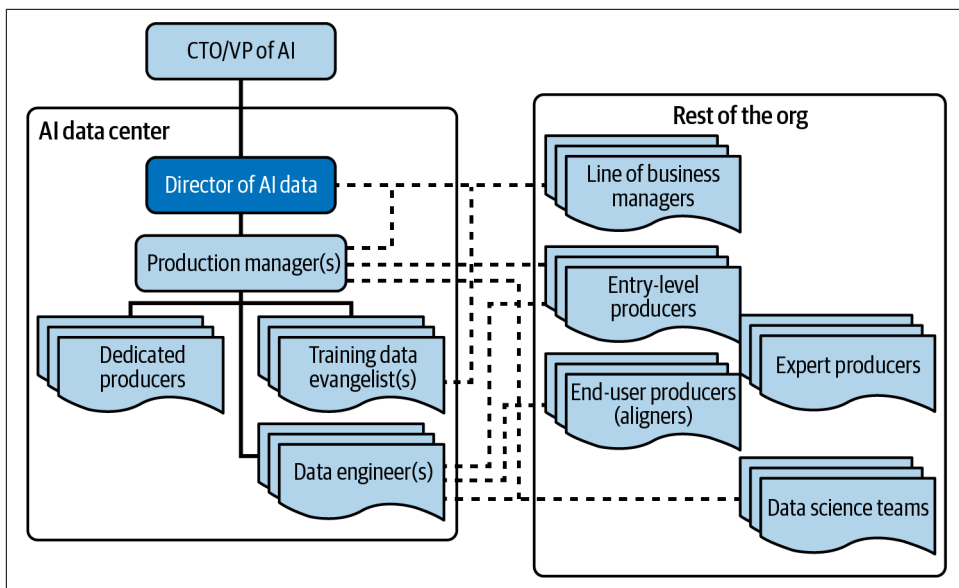 CTO/VP of AI
AI data center
Director of AI data
Production manager(s)
Dedicated
producers
Training data
evangelist(s)
Data engineer(s)
Rest of the org
Line of business
managers
Entry-level
producers
Expert producers
End-user producers
(aligners)
Data science teams